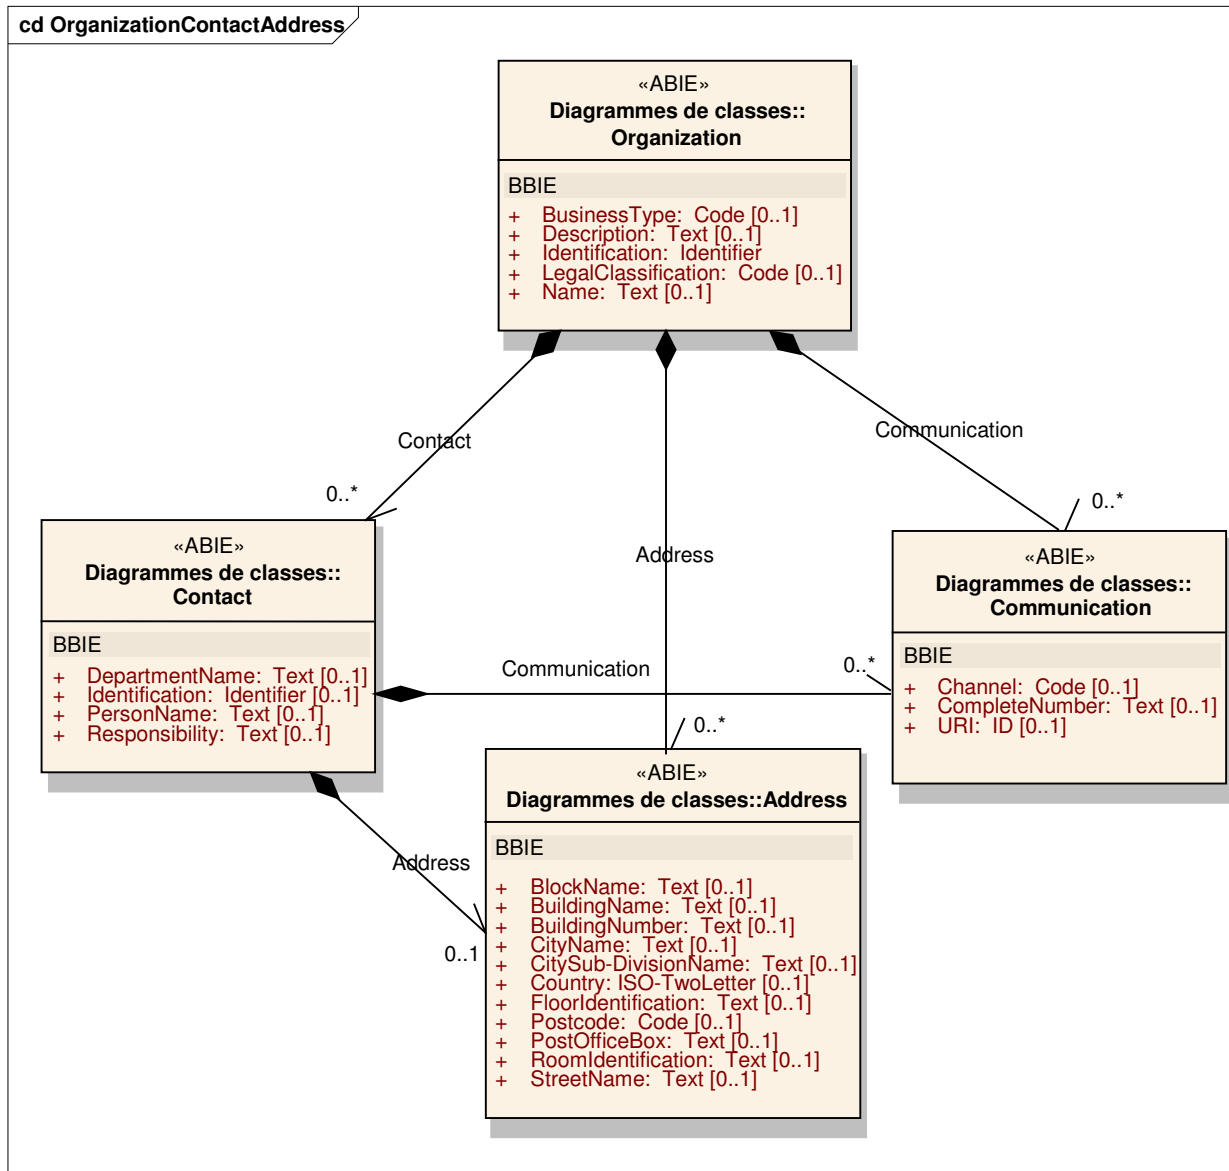 cd OrganizationContactAddress
«ABIE»
Diagrammes de classes::
Organization
BBIE
+ BusinessType: Code [0..1]
+ Description: Text [0..1]
+ Identification: Identifier
+ LegalClassification: Code [0..1]
+ Name: Text [0..1]
Contact
0..*
Address
Communication
0..*
«ABIE»
Diagrammes de classes::
Contact
BBIE
+ DepartmentName: Text [0..1]
+ Identification: Identifier [0..1]
+ PersonName: Text [0..1]
+ Responsibility: Text [0..1]
Communication
0..*
0..*
«ABIE»
Diagrammes de classes::
Communication
BBIE
+ Channel: Code [0..1]
+ CompleteNumber: Text [0..1]
+ URI: ID [0..1]
Address
0..1
«ABIE»
Diagrammes de classes::Address
BBIE
+ BlockName: Text [0..1]
+ BuildingName: Text [0..1]
+ BuildingNumber: Text [0..1]
+ CityName: Text [0..1]
+ CitySub-DivisionName: Text [0..1]
+ Country: ISO-TwoLetter [0..1]
+ FloorIdentification: Text [0..1]
+ Postcode: Code [0..1]
+ PostOfficeBox: Text [0..1]
+ RoomIdentification: Text [0..1]
+ StreetName: Text [0..1]